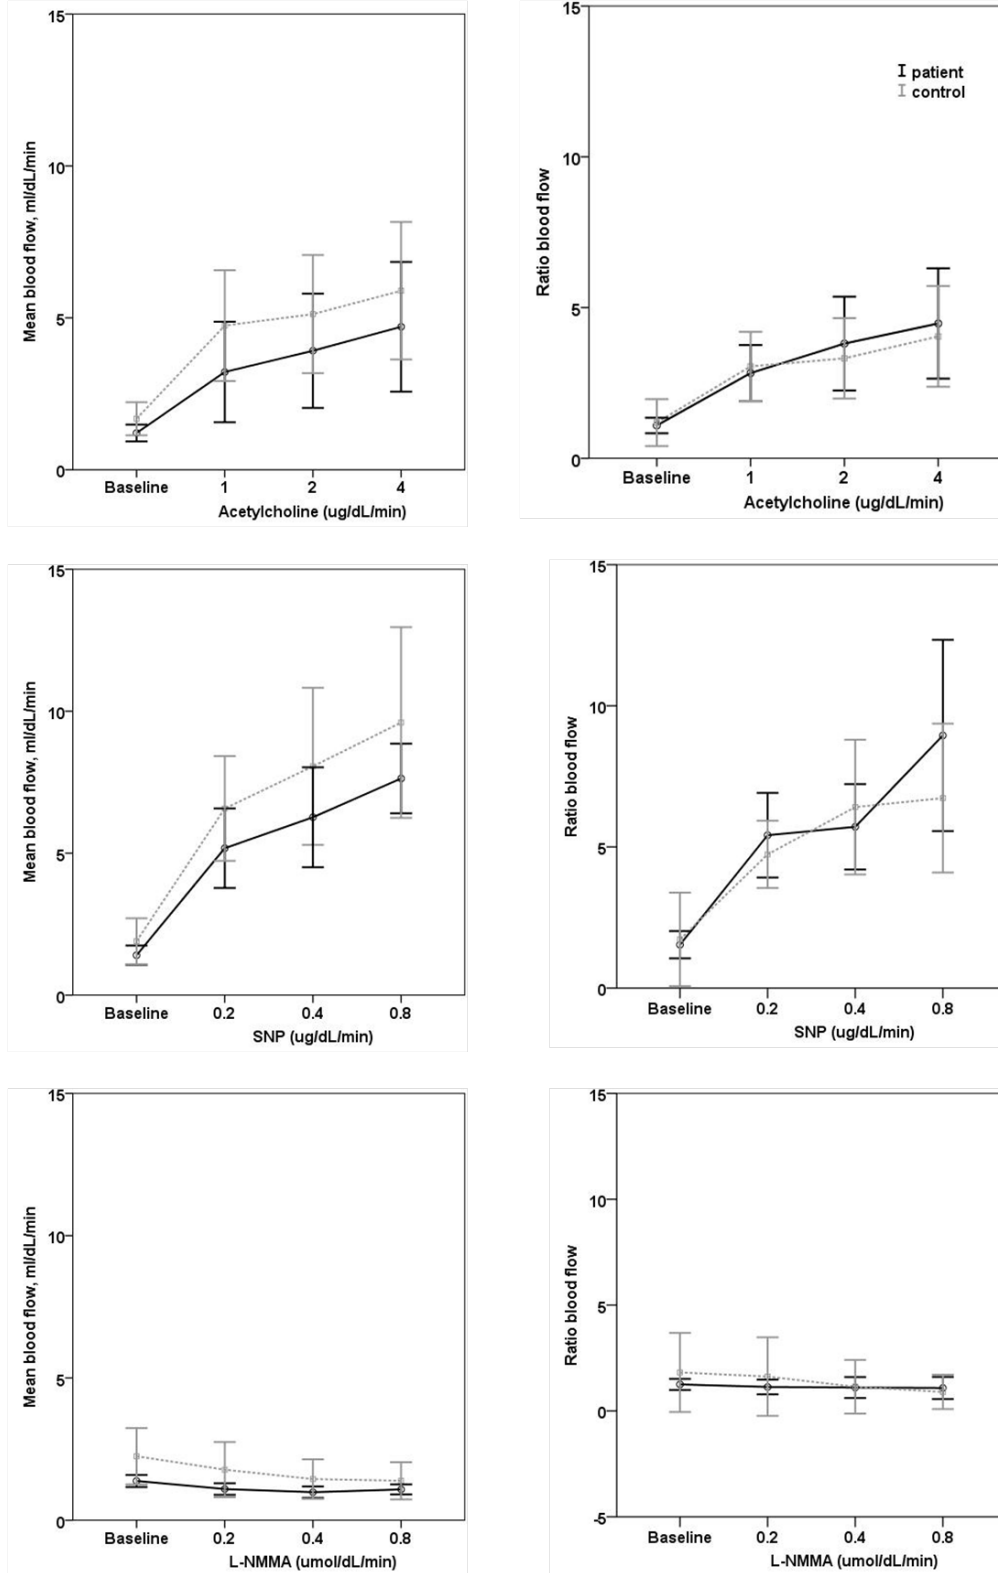 15
10
5
0
Mean blood flow, ml/dL/min
Baseline 1 2 4
Acetylcholine (ug/dL/min)
15
10
5
0
Ratio blood flow
patient
control
Baseline 1 2 4
Acetylcholine (ug/dL/min)
15
10
5
0
Mean blood flow, ml/dL/min
Baseline 0.2 0.4 0.8
SNP (ug/dL/min)
15
10
5
0
Ratio blood flow
Baseline 0.2 0.4 0.8
SNP (ug/dL/min)
15
10
5
0
Mean blood flow, ml/dL/min
Baseline 0.2 0.4 0.8
L-NMMA (umol/dL/min)
15
10
5
0
-5
Ratio blood flow
Baseline 0.2 0.4 0.8
L-NMMA (umol/dL/min)